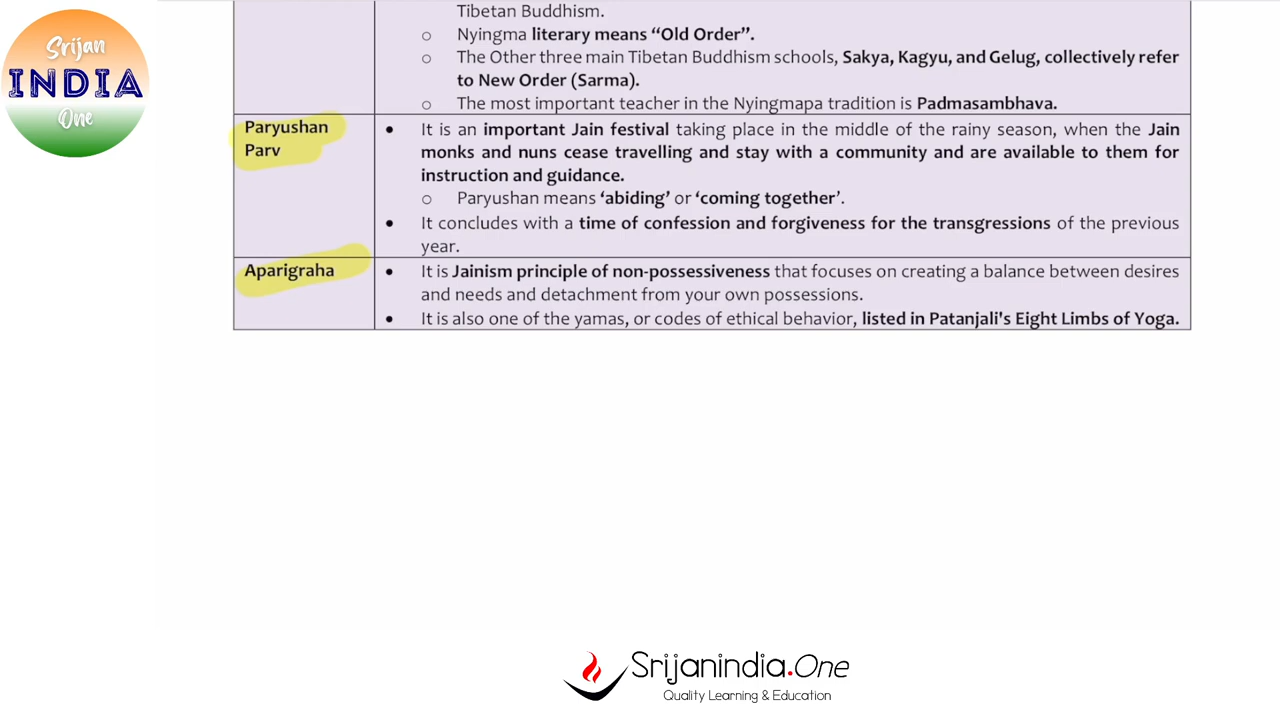 Srijan
INDIA
One
Tibetan Buddhism.
o Nyingma literary means “Old Order”.
o The Other three main Tibetan Buddhism schools, Sakya, Kagyu, and Gelug, collectively refer
to New Order (Sarma).
o The most important teacher in the Nyingmapa tradition is Padmasambhava.
Paryushan
Parv
• It is an important Jain festival taking place in the middle of the rainy season, when the Jain
monks and nuns cease travelling and stay with a community and are available to them for
instruction and guidance.
o Paryushan means ‘abiding’ or ‘coming together’.
• It concludes with a time of confession and forgiveness for the transgressions of the previous
year.
Aparigraha
• It is Jainism principle of non-possessiveness that focuses on creating a balance between desires
and needs and detachment from your own possessions.
• It is also one of the yamas, or codes of ethical behavior, listed in Patanjali's Eight Limbs of Yoga.
Srijanindia.One
Quality Learning & Education